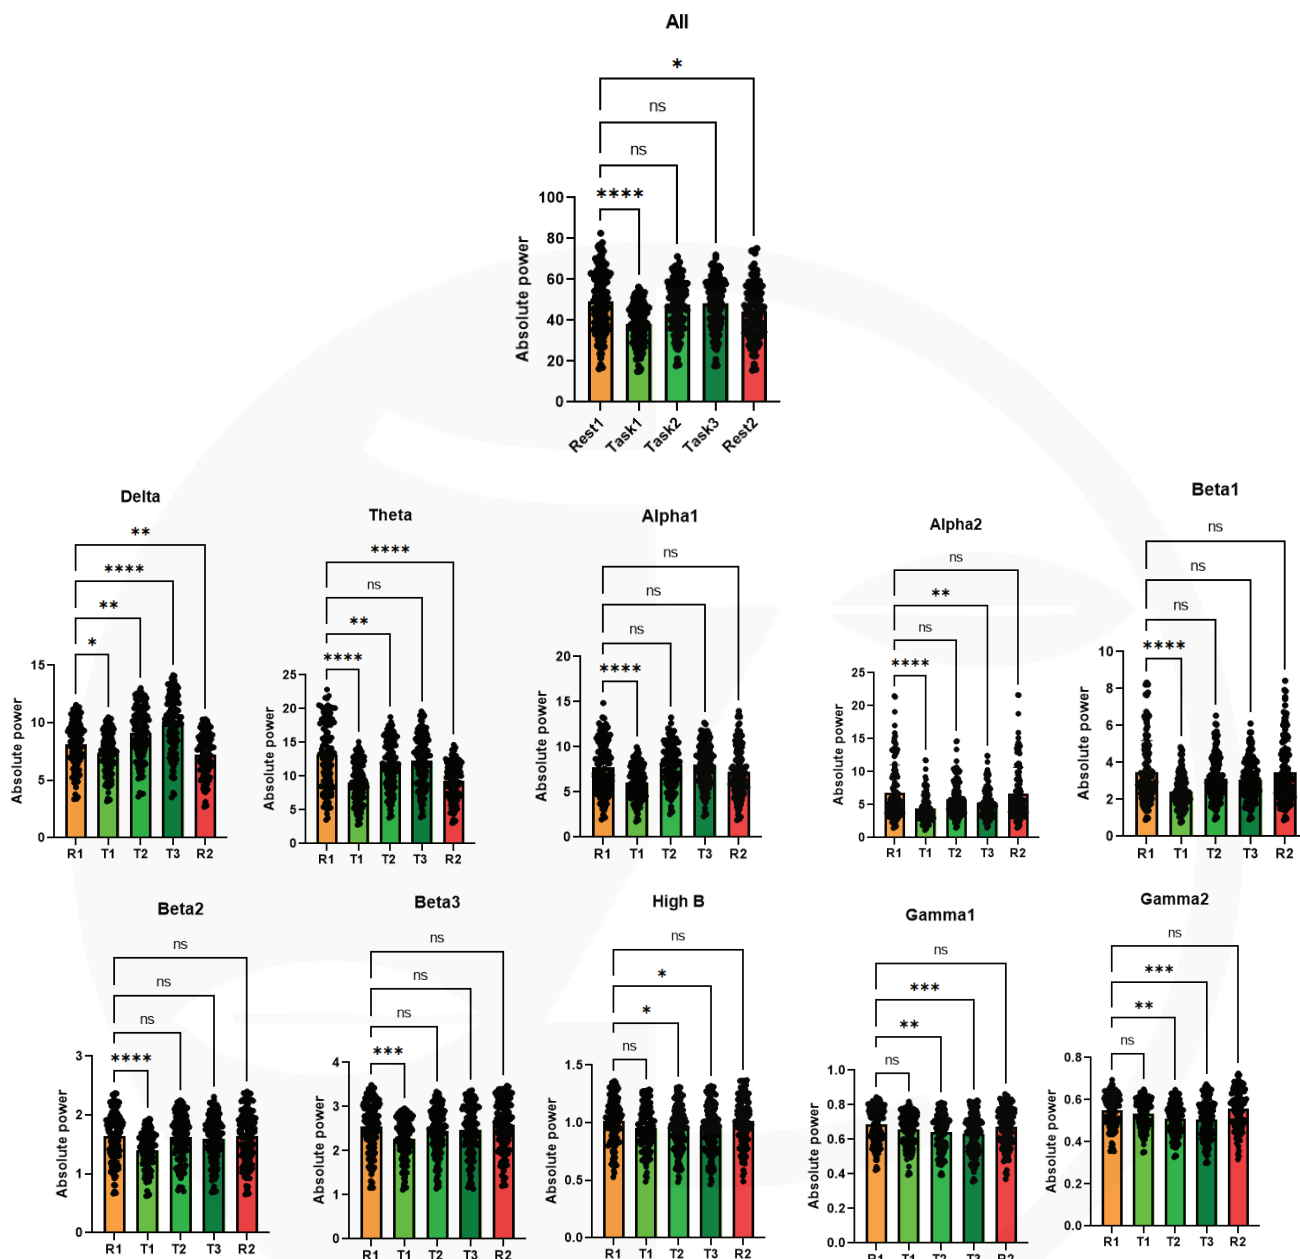 All
*
ns
ns
****
Absolute power
100
80
60
40
20
0
Rest1 Task1 Task2 Task3 Rest2
Delta
**
****
**
*
Absolute power
15
10
5
0
R1 T1 T2 T3 R2
Theta
****
ns
**
****
Absolute power
25
20
15
10
5
0
R1 T1 T2 T3 R2
Alpha1
ns
ns
ns
****
Absolute power
20
15
10
5
0
R1 T1 T2 T3 R2
Alpha2
ns
**
ns
****
Absolute power
25
20
15
10
5
0
R1 T1 T2 T3 R2
Beta1
ns
ns
ns
****
Absolute power
10
8
6
4
2
0
R1 T1 T2 T3 R2
Beta2
ns
ns
ns
****
Absolute power
3
2
1
0
R1 T1 T2 T3 R2
Beta3
ns
ns
ns
***
Absolute power
4
3
2
1
0
R1 T1 T2 T3 R2
High B
ns
*
*
ns
Absolute power
1.5
1.0
0.5
0.0
R1 T1 T2 T3 R2
Gamma1
ns
***
**
ns
Absolute power
1.0
0.8
0.6
0.4
0.2
0.0
R1 T1 T2 T3 R2
Gamma2
ns
***
**
ns
Absolute power
0.8
0.6
0.4
0.2
0.0
R1 T1 T2 T3 R2